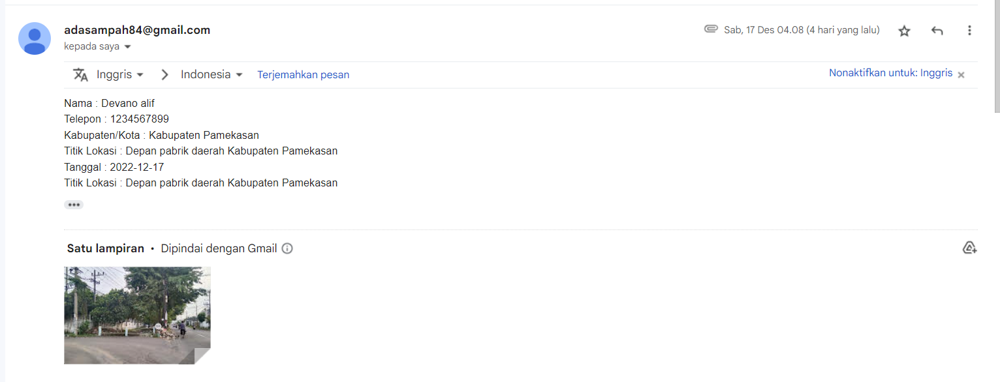 adasampah84@gmail.com
Sab, 17 Des 04.08 (4 hari yang lalu)
kepada saya
Inggris
Indonesia
Terjemahkan pesan
Nonaktifkan untuk: Inggris
Nama : Devano alif
Telepon : 1234567899
Kabupaten/Kota : Kabupaten Pamekasan
Titik Lokasi : Depan pabrik daerah Kabupaten Pamekasan
Tanggal : 2022-12-17
Titik Lokasi : Depan pabrik daerah Kabupaten Pamekasan
Satu lampiran • Dipindai dengan Gmail